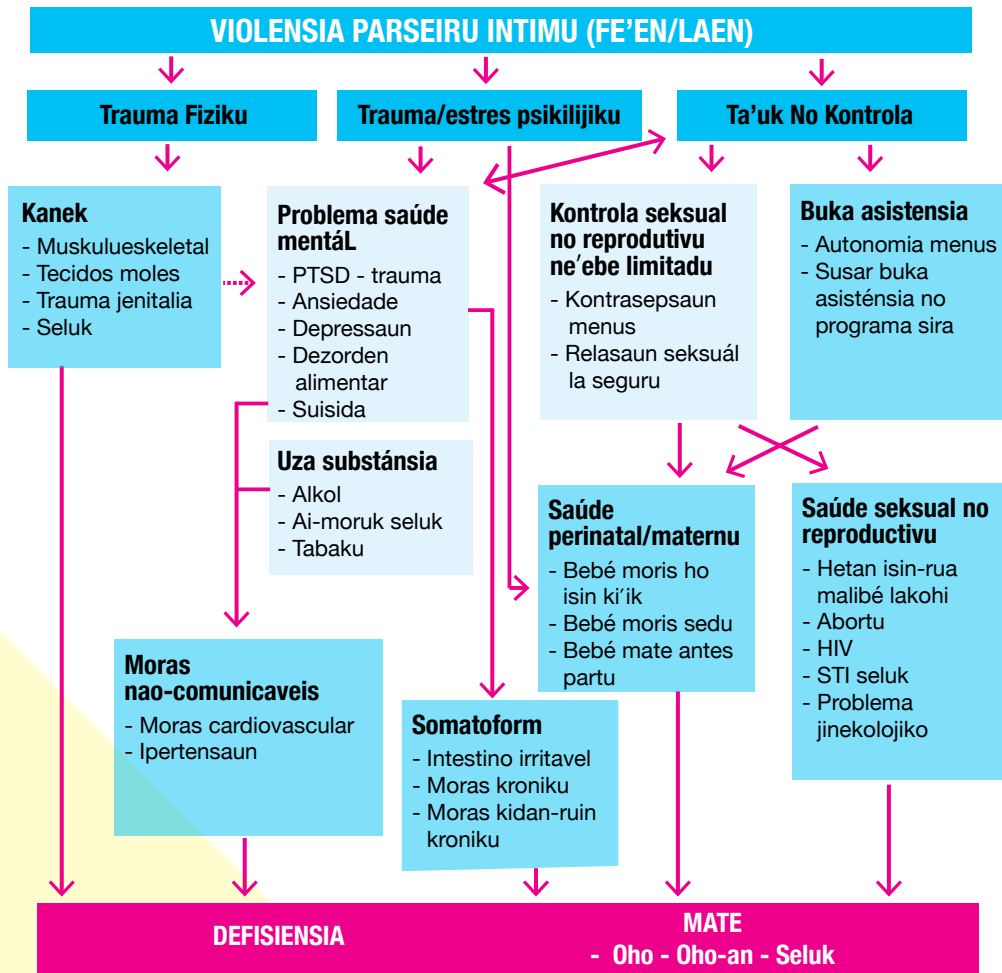 VIOLENSIA PARSEIRU INTIMU (FE'EN/LAEN)
Trauma Fiziku
Trauma/estres psikilijiku
Ta'uk No Kontrola
Kanek
- Muskulueskeletal
- Tecidos moles
- Trauma jenitalia
- Seluk
Problema saúde
mentáL
- PTSD - trauma
- Ansiedade
- Depressaun
- Dezorden
alimentar
- Suisida
Kontrola seksual
no reprodutivu
ne'ebe limitadu
- Kontrasepsaun
menus
- Relasaun seksuál
la seguru
Buka asistensia
- Autonomia menus
- Susar buka
asisténsia no
programa sira
Uza substánsia
- Alkol
- Ai-moruk seluk
- Tabaku
Saúde
perinatal/maternu
- Bebé moris ho
isin ki'ik
- Bebé moris sedu
- Bebé mate antes
partu
Saúde seksual no
reproductivu
- Hetan isin-rua
malibé lakohi
- Abortu
- HIV
- STI seluk
- Problema
jinekolojiko
Moras
nao-comunicaveis
- Moras cardiovascular
- Ipertensaun
Somatoform
- Intestino irritavel
- Moras kroniku
- Moras kidan-ruin
kroniku
DEFISIENSIA
MATE
- Oho - Oho-an - Seluk